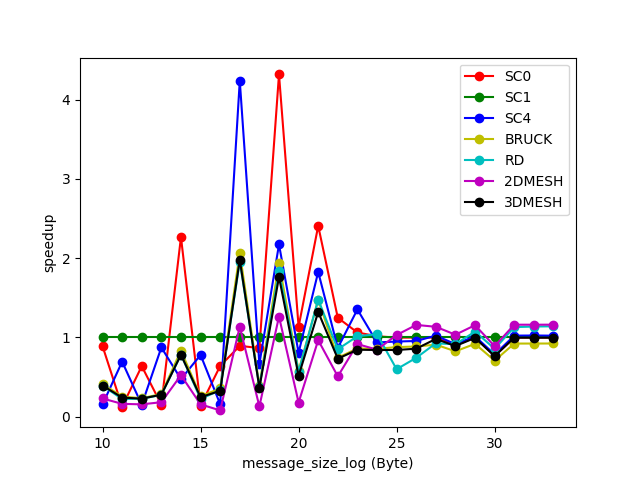 SC0
SC1
SC4
BRUCK
RD
2DMESH
3DMESH
speedup
4
3
2
1
0
10 15 20 25 30
message_size_log (Byte)